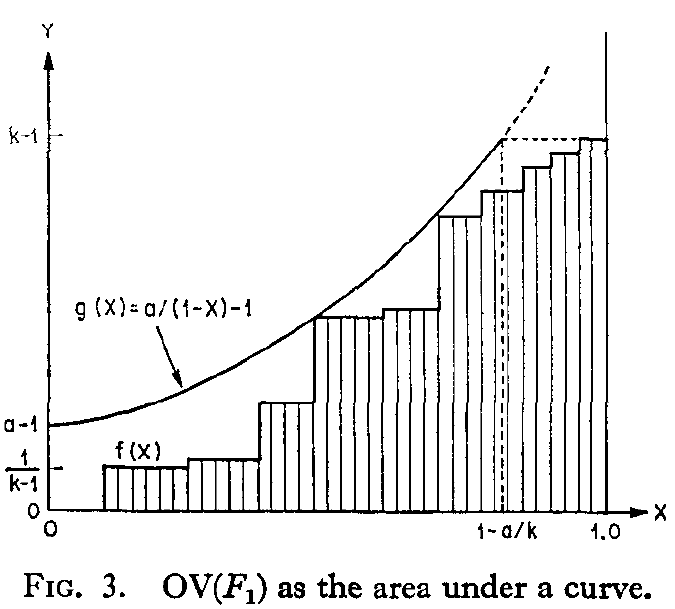 Y
k-1
g(X)=a/(1-X)-1
a-1
f(X)
1
k-1
0
0
1-a/k
1.0
X
FIG. 3. OV(F₁) as the area under a curve.